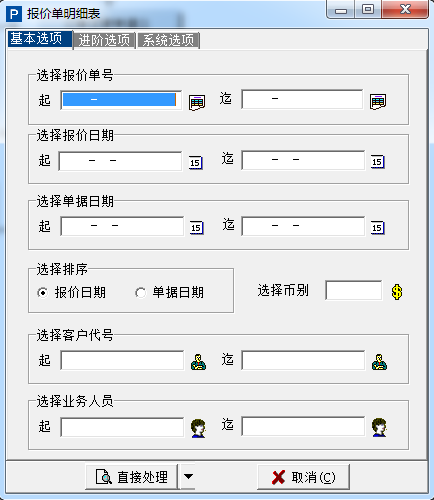 P 报价单明细表
基本选项 进阶选项 系统选项
选择报价单号
起 - 迄 -
选择报价日期
起 - - 15 迄 - - 15
选择单据日期
起 - - 15 迄 - - 15
选择排序
报价日期 单据日期 选择币别 $
选择客户代号
起 迄
选择业务人员
起 迄
直接处理 取消(C)